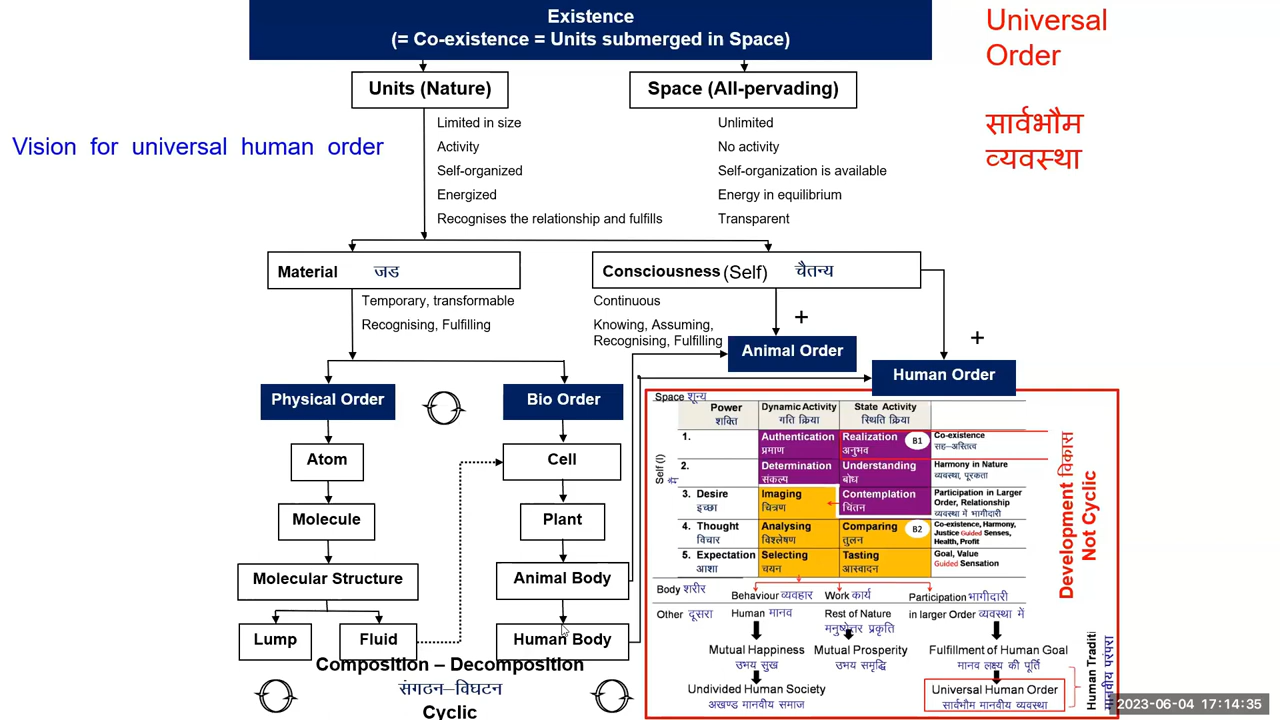 Existence
(= Co-existence = Units submerged in Space)
Universal
Order
सार्वभौम
व्यवस्था
Vision for universal human order
Units (Nature)
Space (All-pervading)
Limited in size
Activity
Self-organized
Energized
Recognises the relationship and fulfills
Unlimited
No activity
Self-organization is available
Energy in equilibrium
Transparent
Material जड
Consciousness (Self) चैतन्य
Temporary, transformable
Recognising, Fulfilling
Continuous
Knowing, Assuming,
Recognising, Fulfilling
+
+
Animal Order
Human Order
Physical Order
Bio Order
Atom
Molecule
Molecular Structure
Lump
Fluid
Cell
Plant
Animal Body
Human Body
Composition – Decomposition
संगठन–विघटन
Cyclic
Space शून्य
Power
शक्ति
Dynamic Activity
गति क्रिया
State Activity
स्थिति क्रिया
Self (I)
1.
Authentication
प्रमाण
Realization
अनुभव
B1
Co-existence
सह-अस्तित्व
2.
Determination
संकल्प
Understanding
बोध
Harmony in Nature
व्यवस्था, पूरकता
3. Desire
इच्छा
Imaging
चित्रण
Contemplation
चिंतन
Participation in Larger
Order, Relationship
व्यवस्था में भागीदारी
4. Thought
विचार
Analysing
विश्लेषण
Comparing
तुलन
B2
Co-existence, Harmony,
Justice Guided Senses,
Health, Profit
5. Expectation
आशा
Selecting
चयन
Tasting
आस्वादन
Goal, Value
Guided Sensation
Body शरीर
Behaviour व्यवहार
Work कार्य
Participation भागीदारी
Other दूसरा
Human मानव
Rest of Nature
मनुष्येत्तर प्रकृति
in larger Order व्यवस्था में
Mutual Happiness
उभय सुख
Mutual Prosperity
उभय समृद्धि
Fulfillment of Human Goal
मानव लक्ष्य की पूर्ति
Undivided Human Society
अखण्ड मानवीय समाज
Universal Human Order
सार्वभौम मानवीय व्यवस्था
Development विकास
Not Cyclic
Human Traditi
मानवीय परंपरा
2023-06-04 17:14:35